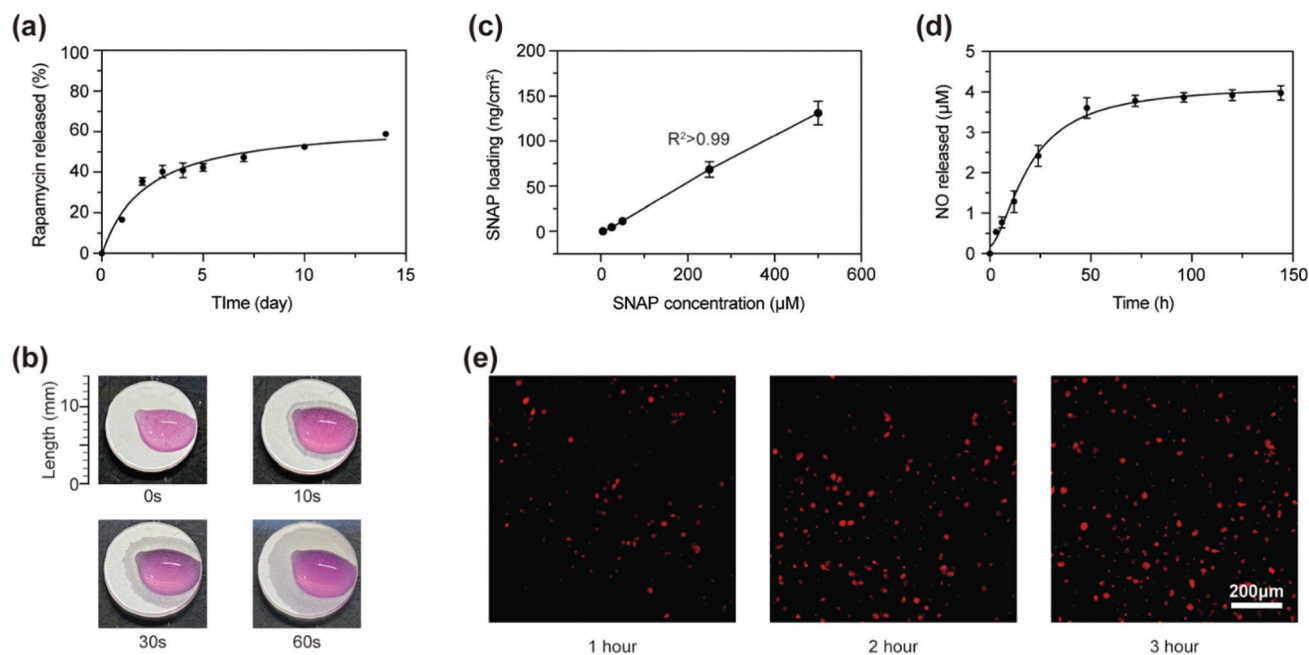 (a)
Rapamycin released (%)
100
80
60
40
20
0
0
5
10
15
TIme (day)
(c)
SNAP loading (ng/cm²)
200
150
125
100
75
50
25
0
R²>0.99
0
200
400
600
SNAP concentration (µM)
(d)
NO released (µM)
5
4
3
2
1
0
0
50
100
150
Time (h)
(b)
Length (mm)
10
0
0s
10s
30s
60s
(e)
200µm
1 hour
2 hour
3 hour